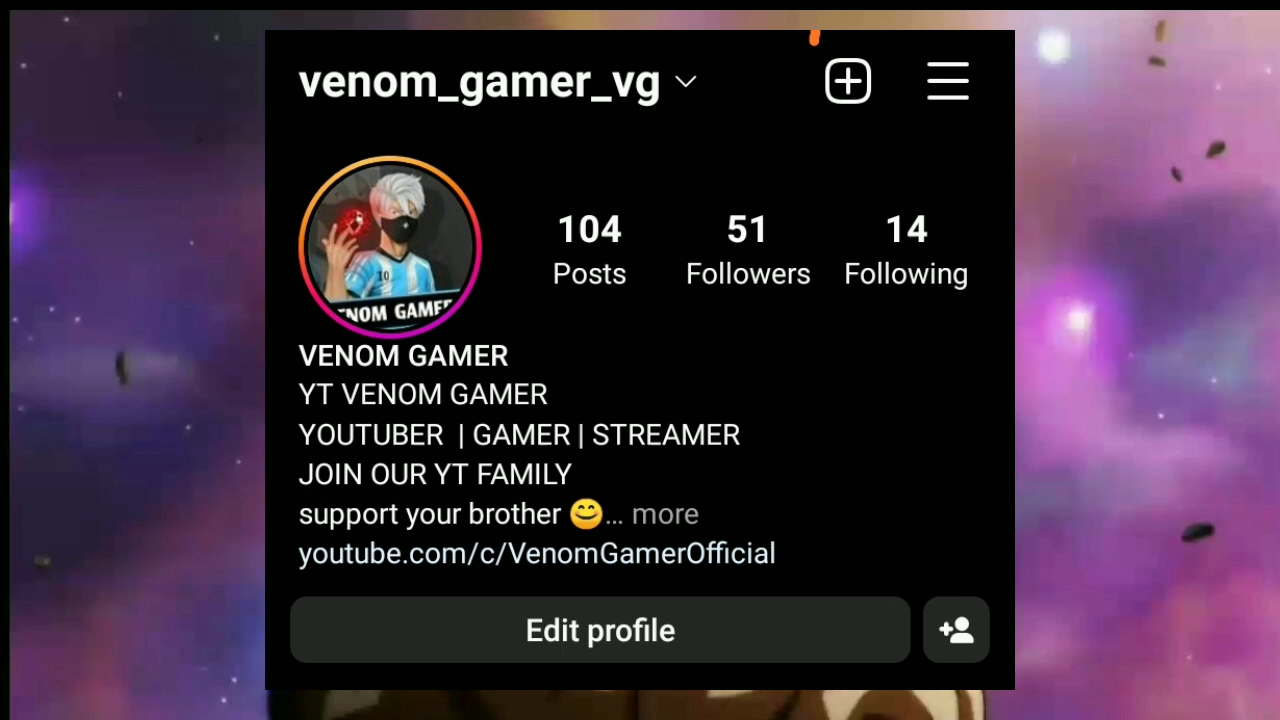 venom_gamer_vg
104 51 14
Posts Followers Following
10
VENOM GAMER
VENOM GAMER
YT VENOM GAMER
YOUTUBER | GAMER | STREAMER
JOIN OUR YT FAMILY
support your brother 😊... more
youtube.com/c/VenomGamerOfficial
Edit profile